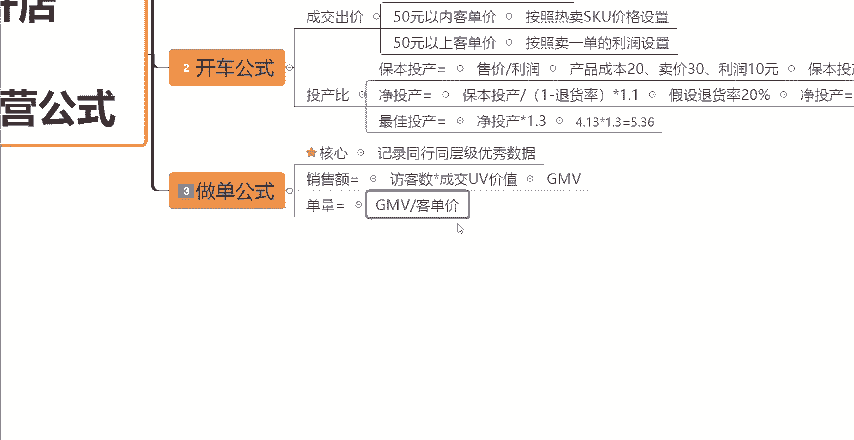 店
营公式
成交出价 50元以内客单价 按照热卖SKU价格设置
50元以上客单价 按照卖一单的利润设置
2 开车公式
保本投产= 售价/利润 产品成本20、卖价30、利润10元 保本投
投产比 净投产= 保本投产/（1-退货率）*1.1 假设退货率20% 净投产=
最佳投产= 净投产*1.3 4.13*1.3=5.36
3 做单公式
核心 记录同行同层级优秀数据
销售额= 访客数*成交UV价值 GMV
单量= GMV/客单价